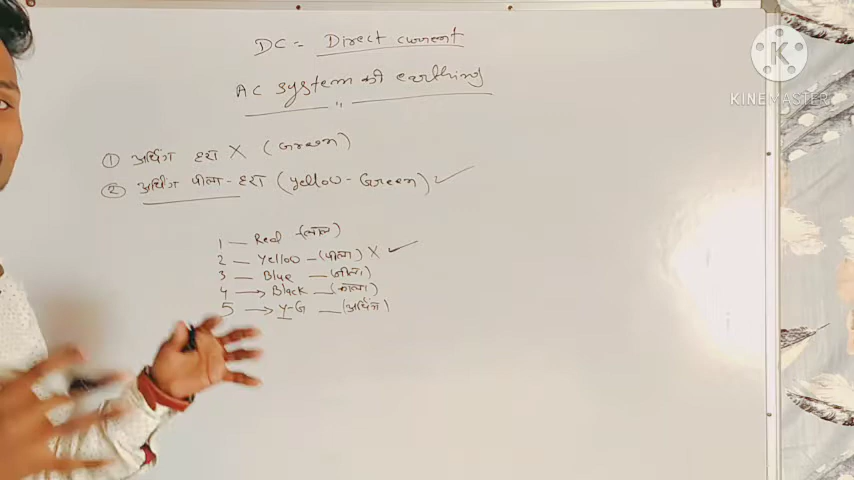 DC = Direct current
AC system की earthing
① अर्थिंग हरा X (Green)
② अर्थिंग पीला-हरा (Yellow-Green) ✓
1 — Red -(लाल)
2 — Yellow -(पीला) X ✓
3 — Blue -(नीला)
4 → Black -(काला)
5 → Y-G -(अर्थिंग)
KINEMASTER